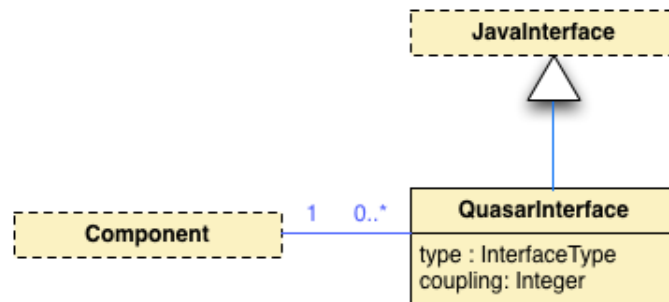 JavaInterface
1 0..*
QuasarInterface
Component
type : InterfaceType
coupling: Integer